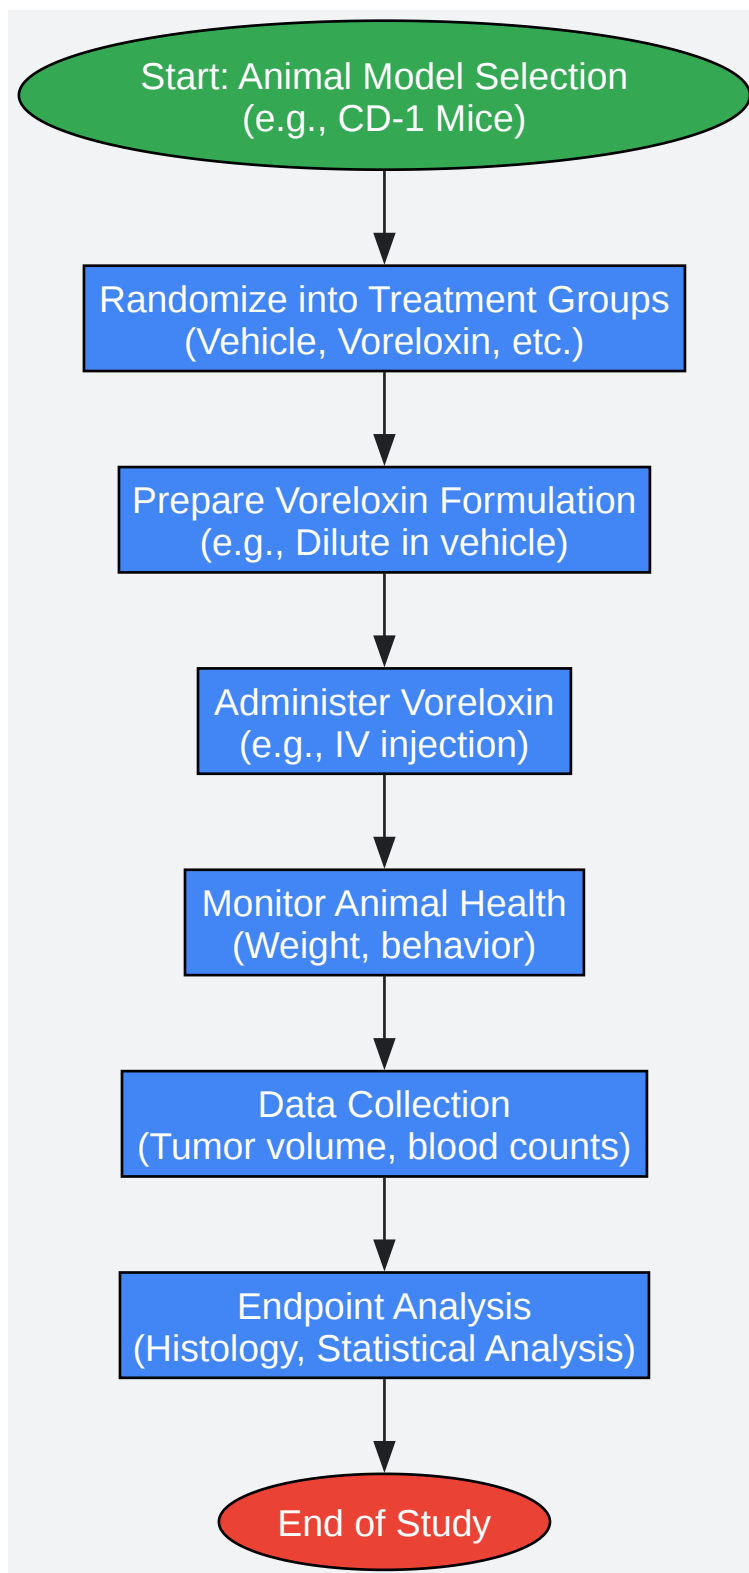 Start: Animal Model Selection
(e.g., CD-1 Mice)
Randomize into Treatment Groups
(Vehicle, Voreloxin, etc.)
Prepare Voreloxin Formulation
(e.g., Dilute in vehicle)
Administer Voreloxin
(e.g., IV injection)
Monitor Animal Health
(Weight, behavior)
Data Collection
(Tumor volume, blood counts)
Endpoint Analysis
(Histology, Statistical Analysis)
End of Study